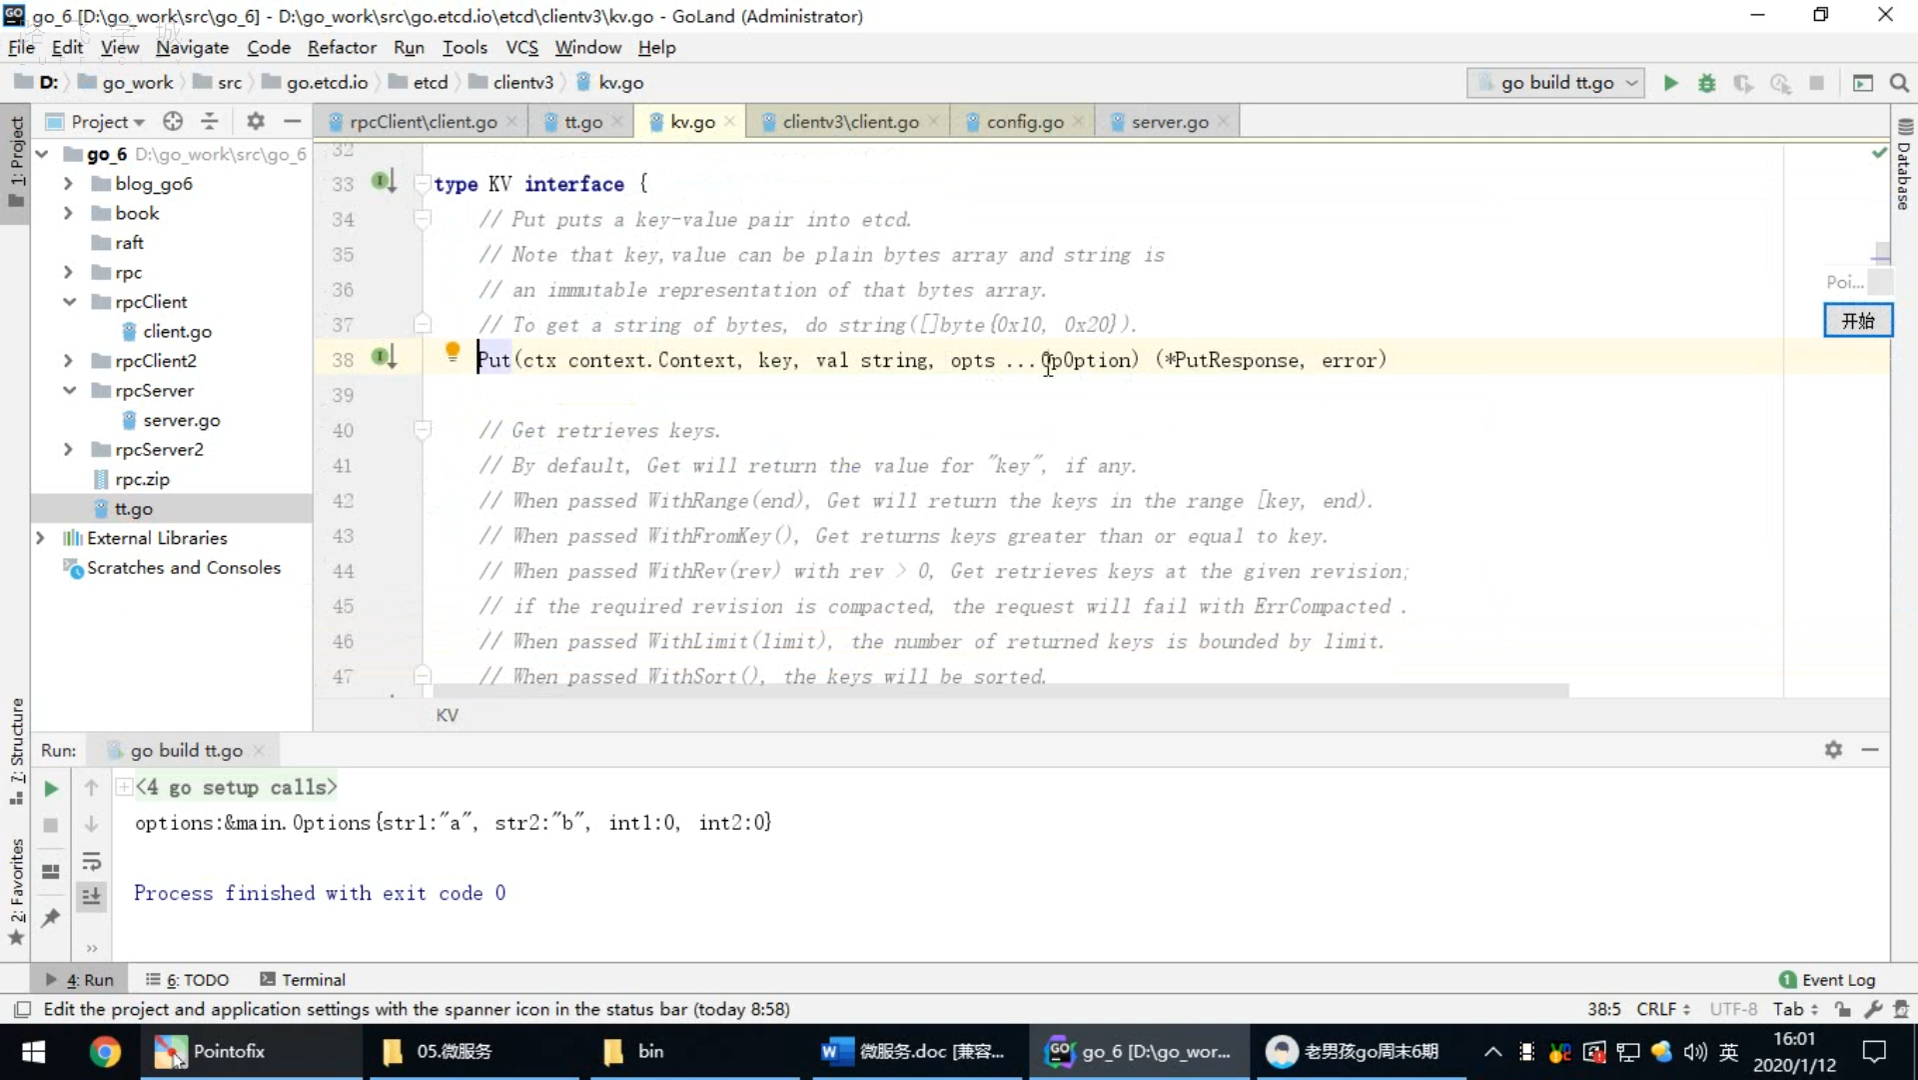 go_6 [D:\go_work\src\go_6] - D:\go_work\src\go.etcd.io\etcd\clientv3\kv.go - GoLand (Administrator)
File Edit View Navigate Code Refactor Run Tools VCS Window Help
D: go_work src go.etcd.io etcd clientv3 kv.go
go build tt.go
1: Project
Project
rpcClient\client.go tt.go kv.go clientv3\client.go config.go server.go
Database
go_6 D:\go_work\src\go_6
blog_go6
book
raft
rpc
rpcClient
client.go
rpcClient2
rpcServer
server.go
rpcServer2
rpc.zip
tt.go
External Libraries
Scratches and Consoles
32
33 type KV interface {
34 // Put puts a key-value pair into etcd.
35 // Note that key,value can be plain bytes array and string is
36 // an immutable representation of that bytes array.
37 // To get a string of bytes, do string([]byte{0x10, 0x20}).
38 Put(ctx context.Context, key, val string, opts ...OpOption) (*PutResponse, error)
39
40 // Get retrieves keys.
41 // By default, Get will return the value for "key", if any.
42 // When passed WithRange(end), Get will return the keys in the range [key, end).
43 // When passed WithFromKey(), Get returns keys greater than or equal to key.
44 // When passed WithRev(rev) with rev > 0, Get retrieves keys at the given revision;
45 // if the required revision is compacted, the request will fail with ErrCompacted .
46 // When passed WithLimit(limit), the number of returned keys is bounded by limit.
47 // When passed WithSort(), the keys will be sorted.
KV
Poi...
开始
7: Structure
2: Favorites
Run: go build tt.go
<4 go setup calls>
options:&main.Options{str1:"a", str2:"b", int1:0, int2:0}
Process finished with exit code 0
4: Run 6: TODO Terminal
1 Event Log
Edit the project and application settings with the spanner icon in the status bar (today 8:58)
38:5 CRLF UTF-8 Tab
Pointofix 05.微服务 bin 微服务.doc [兼容... go_6 [D:\go_wor... 老男孩go周末6期
英
16:01
2020/1/12